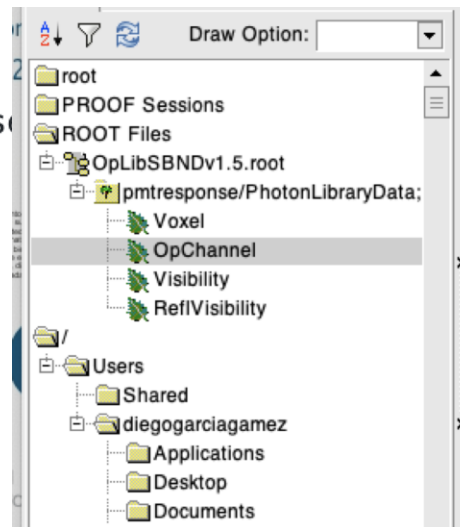 Draw Option:
root
PROOF Sessions
ROOT Files
OpLibSBNDv1.5.root
pmtresponse/PhotonLibraryData;
Voxel
OpChannel
Visibility
ReflVisibility
/
Users
Shared
diegogarciagamez
Applications
Desktop
Documents